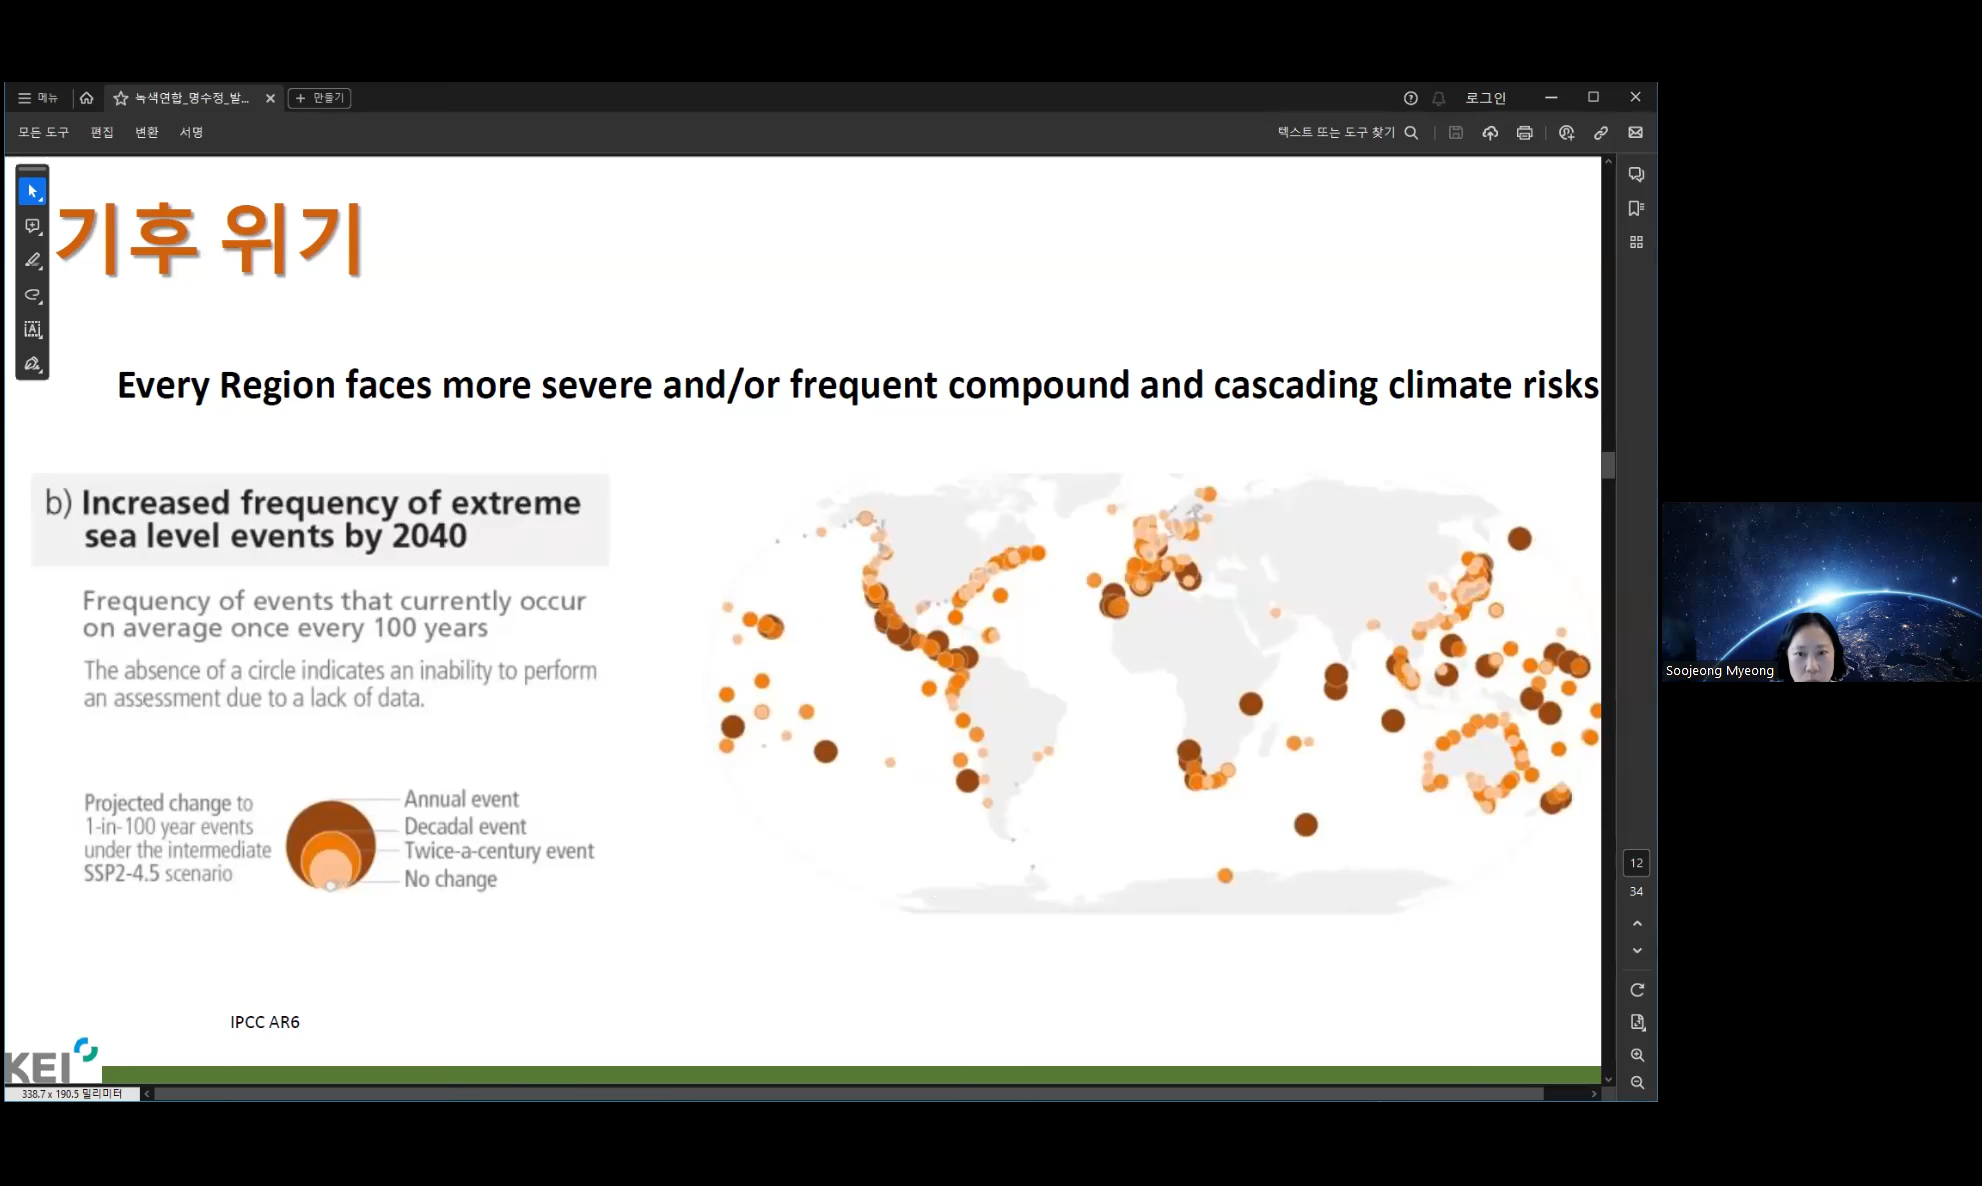 메뉴
녹색연합_명수정_발...
만들기
로그인
모든 도구 편집 변환 서명
텍스트 또는 도구 찾기
기후 위기
Every Region faces more severe and/or frequent compound and cascading climate risks
b) Increased frequency of extreme
sea level events by 2040
Frequency of events that currently occur
on average once every 100 years
The absence of a circle indicates an inability to perform
an assessment due to a lack of data.
Projected change to
1-in-100 year events
under the intermediate
SSP2-4.5 scenario
Annual event
Decadal event
Twice-a-century event
No change
IPCC AR6
KEI
338.7 x 190.5 밀리미터
12
34
Soojeong Myeong